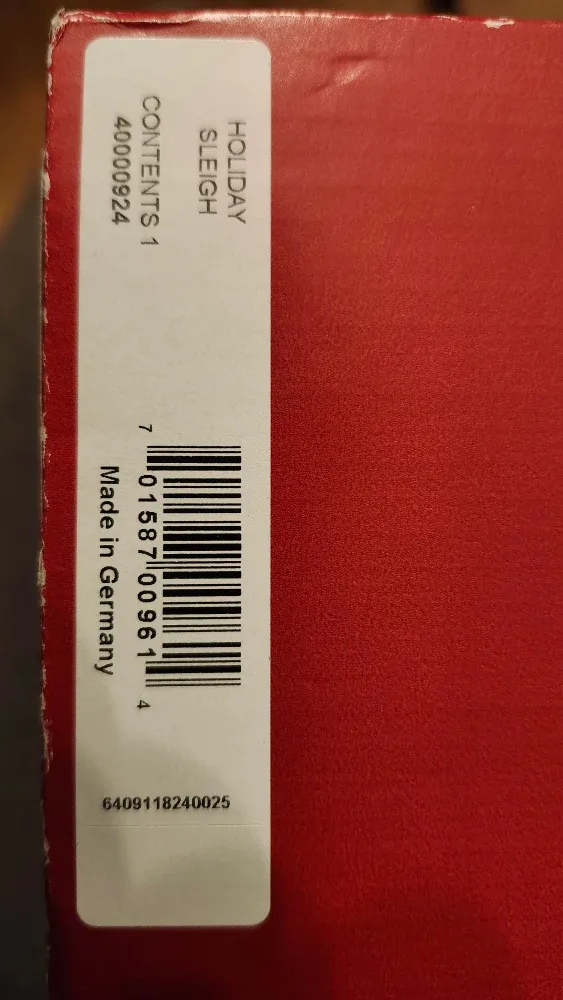 HOLIDAY
SLEIGH
CONTENTS 1
40000924
7 01587 00961 4
Made in Germany
6409118240025